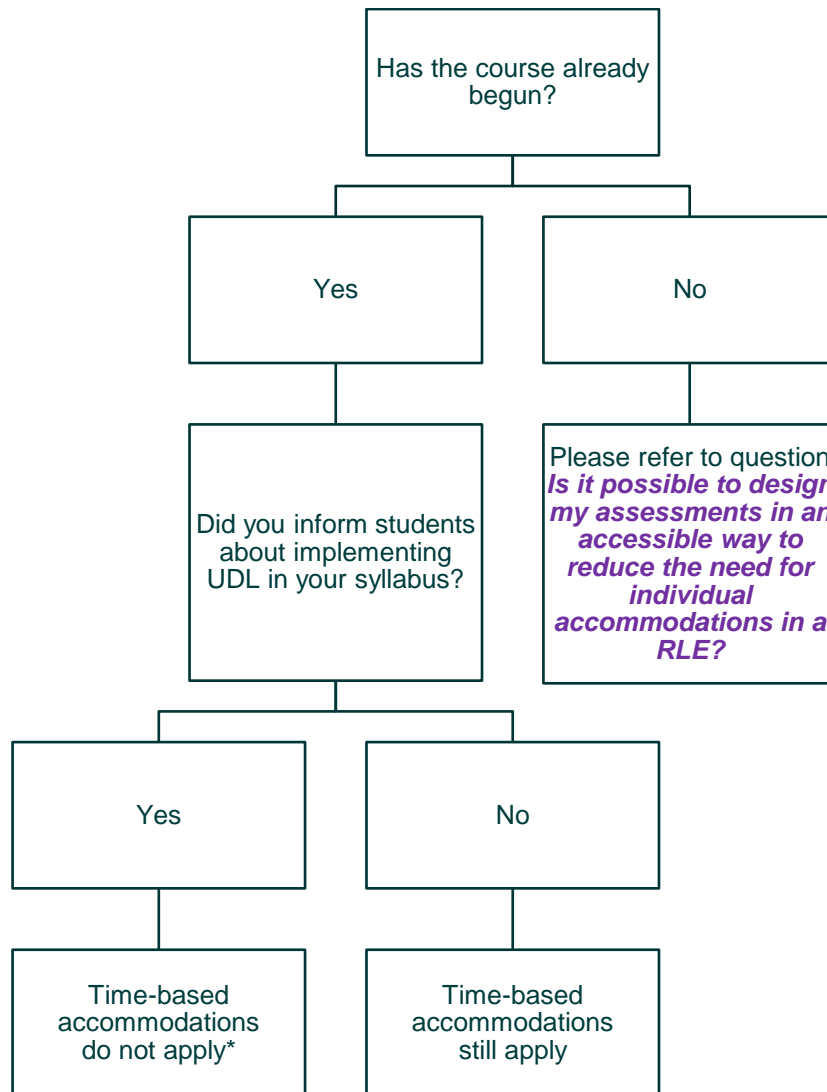 Has the course already
begun?
Yes
No
Did you inform students
about implementing
UDL in your syllabus?
Please refer to question
Is it possible to design
my assessments in an
accessible way to
reduce the need for
individual
accommodations in a
RLE?
Yes
No
Time-based
accommodations
do not apply*
Time-based
accommodations
still apply